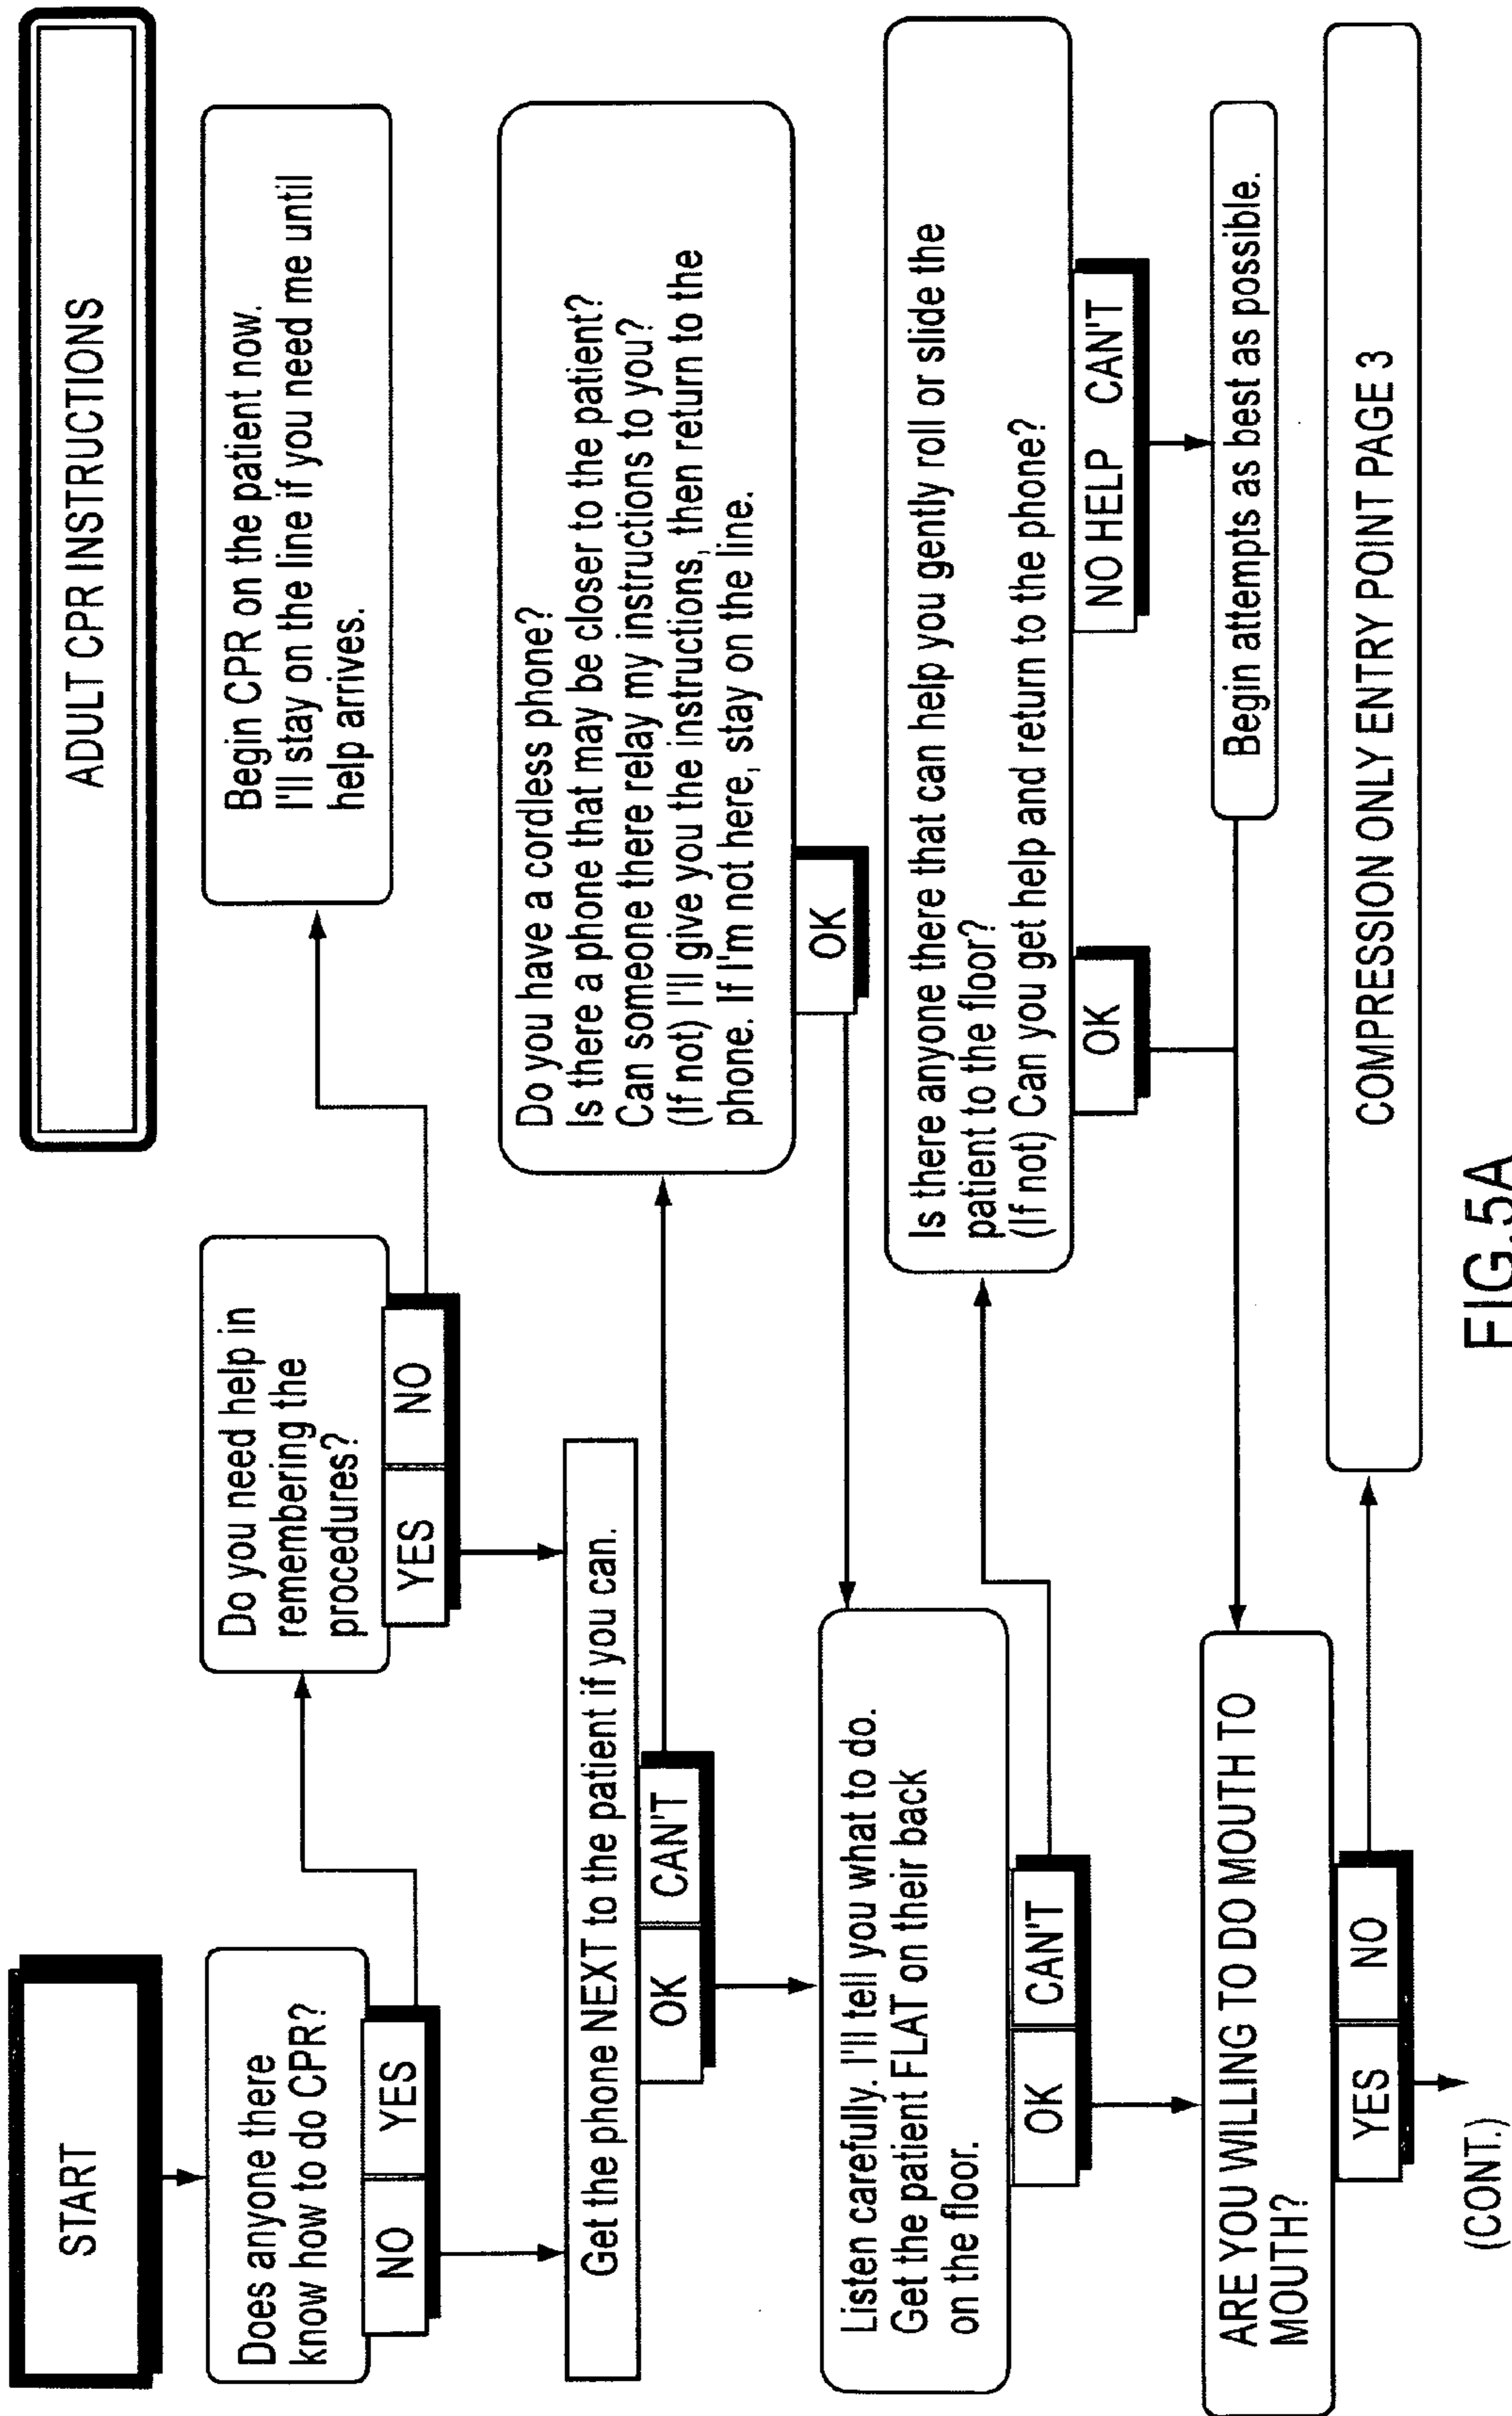 START
ADULT CPR INSTRUCTIONS
Does anyone there
know how to do CPR?
NO YES
Do you need help in
remembering the
procedures?
YES NO
Begin CPR on the patient now.
I'll stay on the line if you need me until
help arrives.
Get the phone NEXT to the patient if you can.
OK CAN'T
Do you have a cordless phone?
Is there a phone that may be closer to the patient?
Can someone there relay my instructions to you?
(If not) I'll give you the instructions, then return to the
phone. If I'm not here, stay on the line.
OK
Listen carefully. I'll tell you what to do.
Get the patient FLAT on their back
on the floor.
OK CAN'T
Is there anyone there that can help you gently roll or slide the
patient to the floor?
(If not) Can you get help and return to the phone?
OK
NO HELP CAN'T
Begin attempts as best as possible.
ARE YOU WILLING TO DO MOUTH TO
MOUTH?
YES NO
COMPRESSION ONLY ENTRY POINT PAGE 3
(CONT.)
FIG.5A